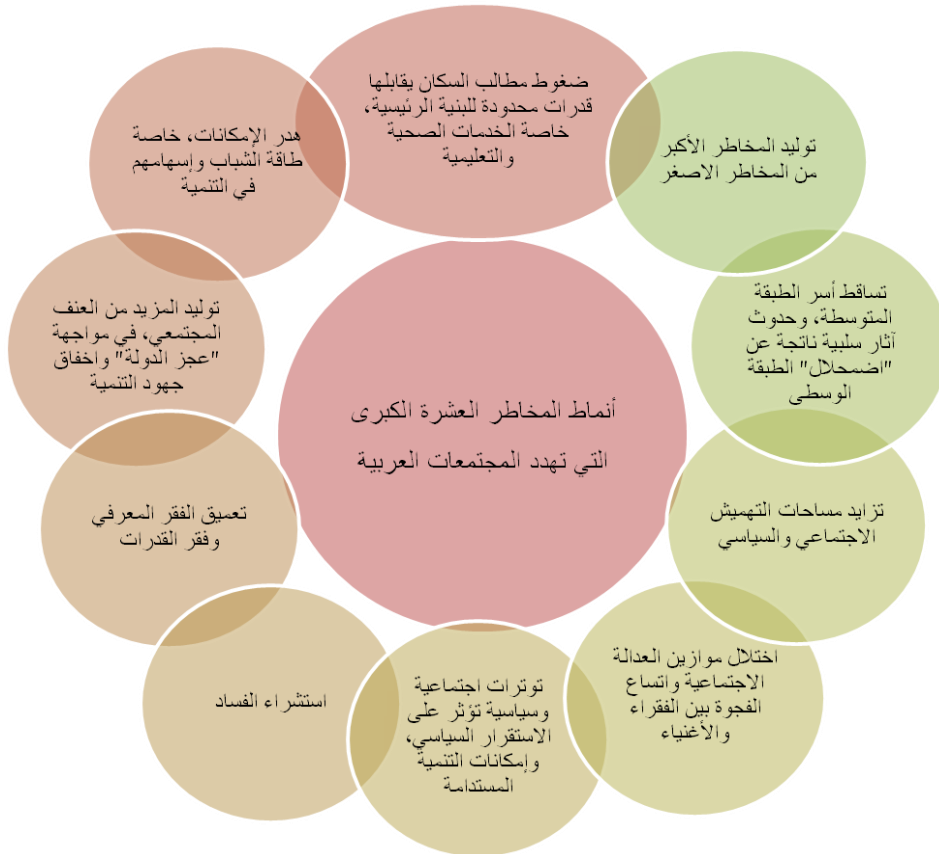 ضغوط مطالب السكان يقابلها
قدرات محدودة للبنية الرئيسية،
خاصة الخدمات الصحية
والتعليمية
توليد المخاطر الأكبر
من المخاطر الاصغر
تساقط أسر الطبقة
المتوسطة، وحدوث
آثار سلبية ناتجة عن
"اضمحلال" الطبقة
الوسطى
تزايد مساحات التهميش
الاجتماعي والسياسي
اختلال موازين العدالة
الاجتماعية واتساع
الفجوة بين الفقراء
والأغنياء
توترات اجتماعية
وسياسية تؤثر على
الاستقرار السياسي،
وإمكانات التنمية
المستدامة
استشراء الفساد
تعميق الفقر المعرفي
وفقر القدرات
توليد المزيد من العنف
المجتمعي، في مواجهة
"عجز الدولة" واخفاق
جهود التنمية
هدر الإمكانات، خاصة
طاقة الشباب وإسهامهم
في التنمية
أنماط المخاطر العشرة الكبرى
التي تهدد المجتمعات العربية